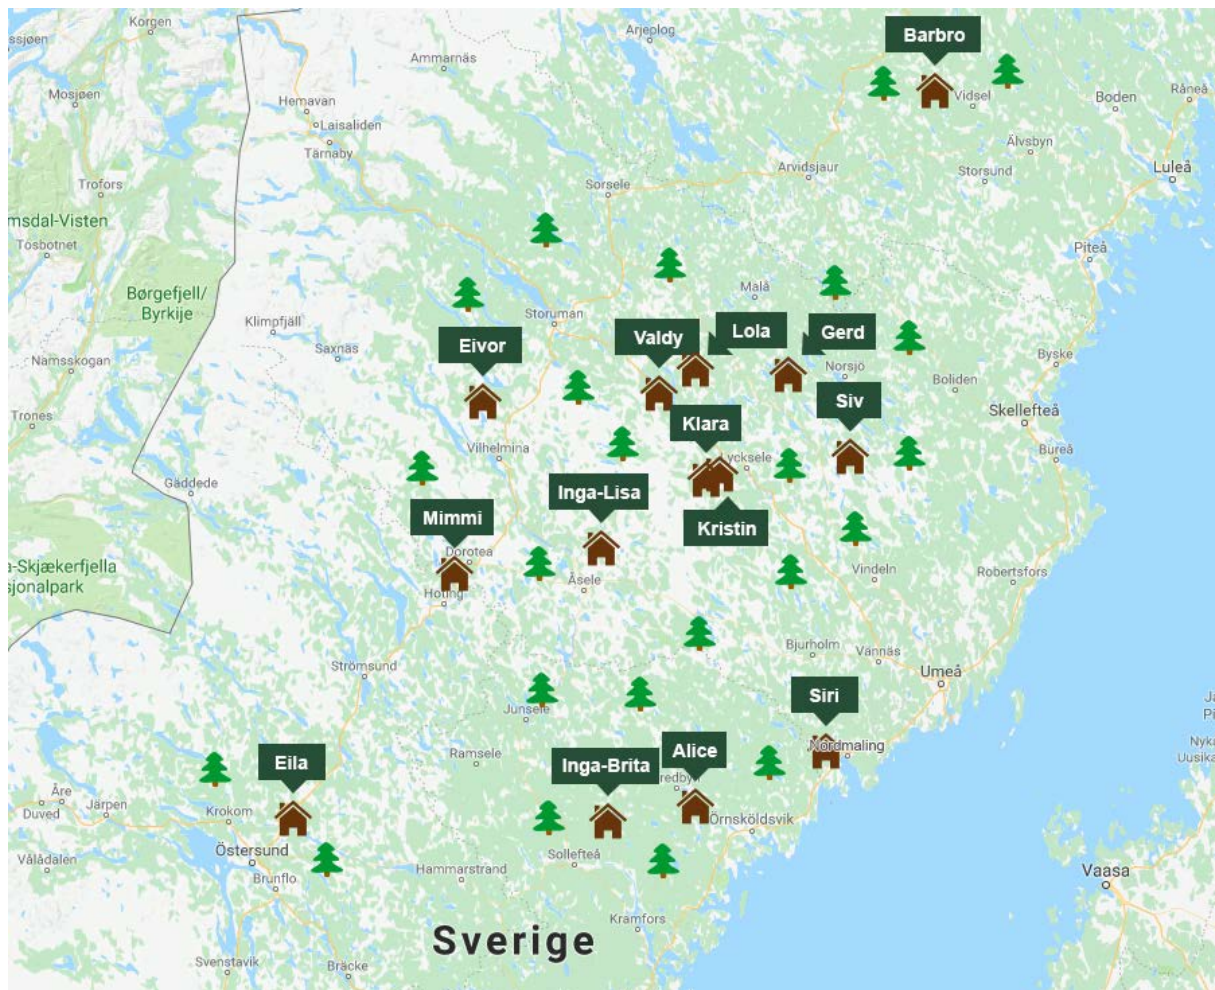 Korgen
Arjeplog
Barbro
ssjøen
Ammarnäs
Mosjøen
Hemavan
Vidsel
Boden
Råneå
Laisaliden
Tärnaby
Älvsbyn
Arvidsjaur
Storsund
Luleå
Trofors
Sorsele
msdal-Visten
Tosbotnet
Piteå
Børgefjell/
Byrkije
Malå
Storuman
Klimpfjäll
Lola
Gerd
Valdy
Eivor
Saxnäs
Byske
Namsskogan
Norsjö
Boliden
Siv
Trones
Skellefteå
Klara
Vilhelmina
Bureå
Lycksele
Gäddede
Inga-Lisa
Mimmi
Kristin
Dorotea
a-Skjækerfjella
sjonalpark
Åsele
Vindeln
Robertsfors
Hoting
Bjurholm
Vännäs
Strömsund
Umeå
Siri
Junsele
Nordmaling
Ramsele
Alice
Eila
Inga-Brita
redbyn
Åre
Duved
Järpen
Krokom
Örnsköldsvik
Östersund
Vålådalen
Sollefteå
Hammarstrand
Brunflo
Vaasa
Kramfors
Sverige
Svenstavik
Bräcke